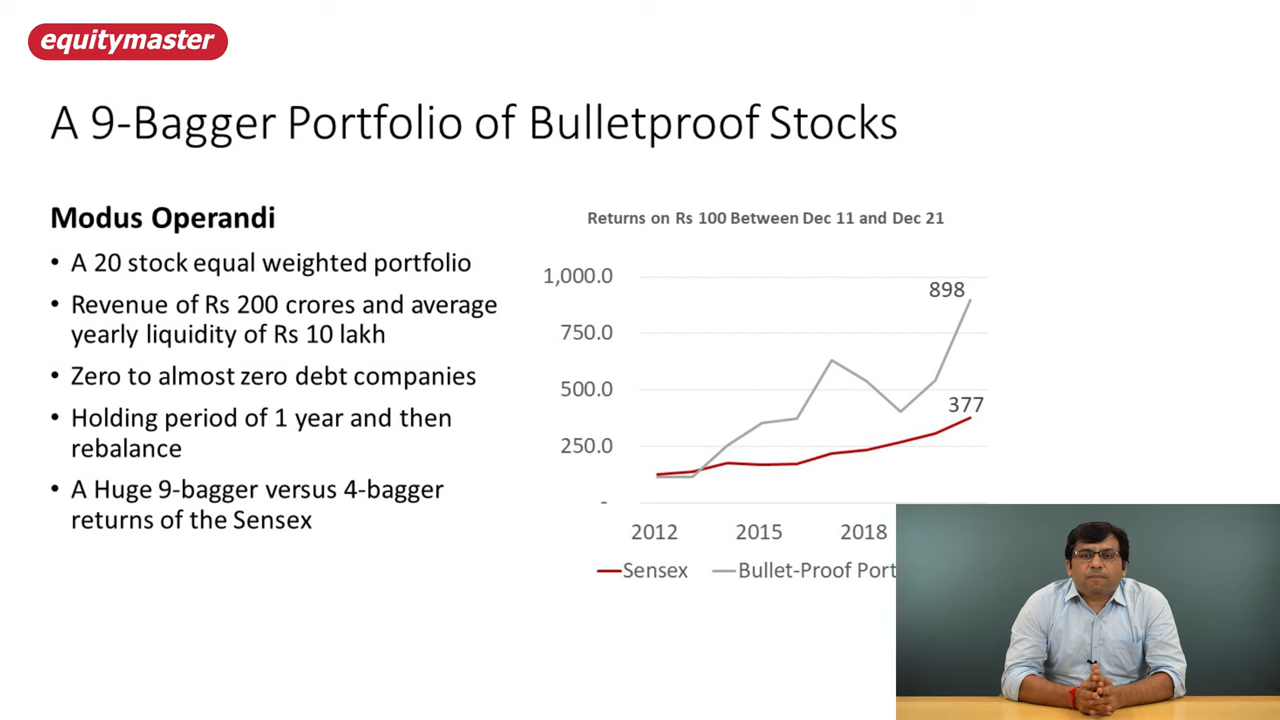 equitymaster
A 9-Bagger Portfolio of Bulletproof Stocks
Modus Operandi
• A 20 stock equal weighted portfolio
• Revenue of Rs 200 crores and average
yearly liquidity of Rs 10 lakh
• Zero to almost zero debt companies
• Holding period of 1 year and then
rebalance
• A Huge 9-bagger versus 4-bagger
returns of the Sensex
Returns on Rs 100 Between Dec 11 and Dec 21
1,000.0
898
750.0
500.0
377
250.0
-
2012 2015 2018
Sensex Bullet-Proof Port